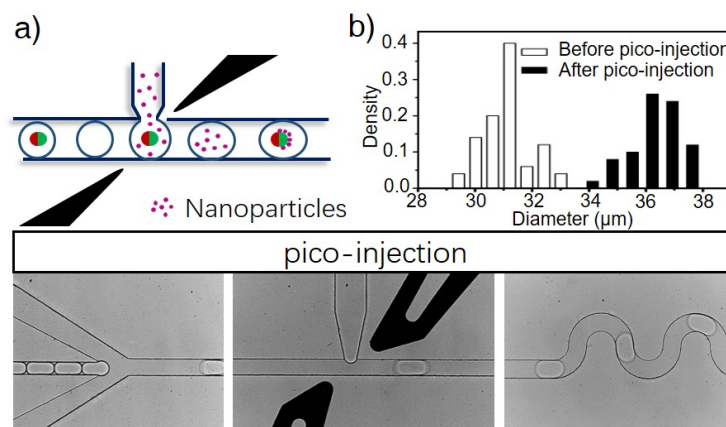 a)
Nanoparticles
b)
Before pico-injection
After pico-injection
Density
0.4
0.3
0.2
0.1
0.0
28 30 32 34 36 38
Diameter (μm)
pico-injection